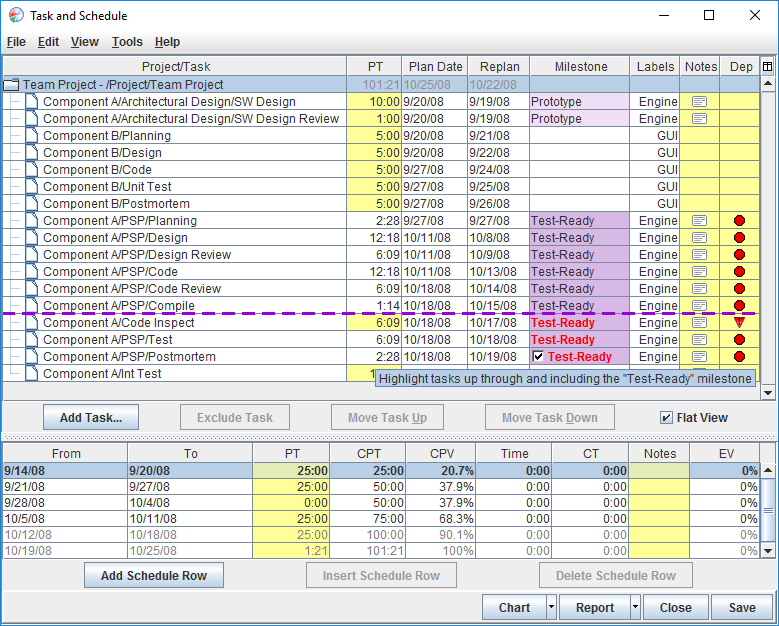 Task and Schedule
File Edit View Tools Help
Project/Task PT Plan Date Replan Milestone Labels Notes Dep
Team Project - /Project/Team Project 101:21 10/25/08 10/22/08
Component A/Architectural Design/SW Design 10:00 9/20/08 9/19/08 Prototype Engine
Component A/Architectural Design/SW Design Review 1:00 9/20/08 9/19/08 Prototype Engine
Component B/Planning 5:00 9/20/08 9/21/08 GUI
Component B/Design 5:00 9/20/08 9/22/08 GUI
Component B/Code 5:00 9/27/08 9/24/08 GUI
Component B/Unit Test 5:00 9/27/08 9/25/08 GUI
Component B/Postmortem 5:00 9/27/08 9/26/08 GUI
Component A/PSP/Planning 2:28 9/27/08 9/27/08 Test-Ready Engine
Component A/PSP/Design 12:18 10/11/08 10/8/08 Test-Ready Engine
Component A/PSP/Design Review 6:09 10/11/08 10/9/08 Test-Ready Engine
Component A/PSP/Code 12:18 10/11/08 10/13/08 Test-Ready Engine
Component A/PSP/Code Review 6:09 10/18/08 10/14/08 Test-Ready Engine
Component A/PSP/Compile 1:14 10/18/08 10/15/08 Test-Ready Engine
Component A/Code Inspect 6:09 10/18/08 10/17/08 Test-Ready Engine
Component A/PSP/Test 6:09 10/18/08 10/18/08 Test-Ready Engine
Component A/PSP/Postmortem 2:28 10/18/08 10/19/08 Test-Ready Engine
Component A/Int Test
Highlight tasks up through and including the "Test-Ready" milestone
Add Task... Exclude Task Move Task Up Move Task Down Flat View
From To PT CPT CPV Time CT Notes EV
9/14/08 9/20/08 25:00 25:00 20.7% 0:00 0:00 0%
9/21/08 9/27/08 25:00 50:00 37.9% 0:00 0:00 0%
9/28/08 10/4/08 0:00 50:00 37.9% 0:00 0:00 0%
10/5/08 10/11/08 25:00 75:00 68.3% 0:00 0:00 0%
10/12/08 10/18/08 25:00 100:00 90.1% 0:00 0:00 0%
10/19/08 10/25/08 1:21 101:21 100% 0:00 0:00 0%
Add Schedule Row Insert Schedule Row Delete Schedule Row
Chart Report Close Save